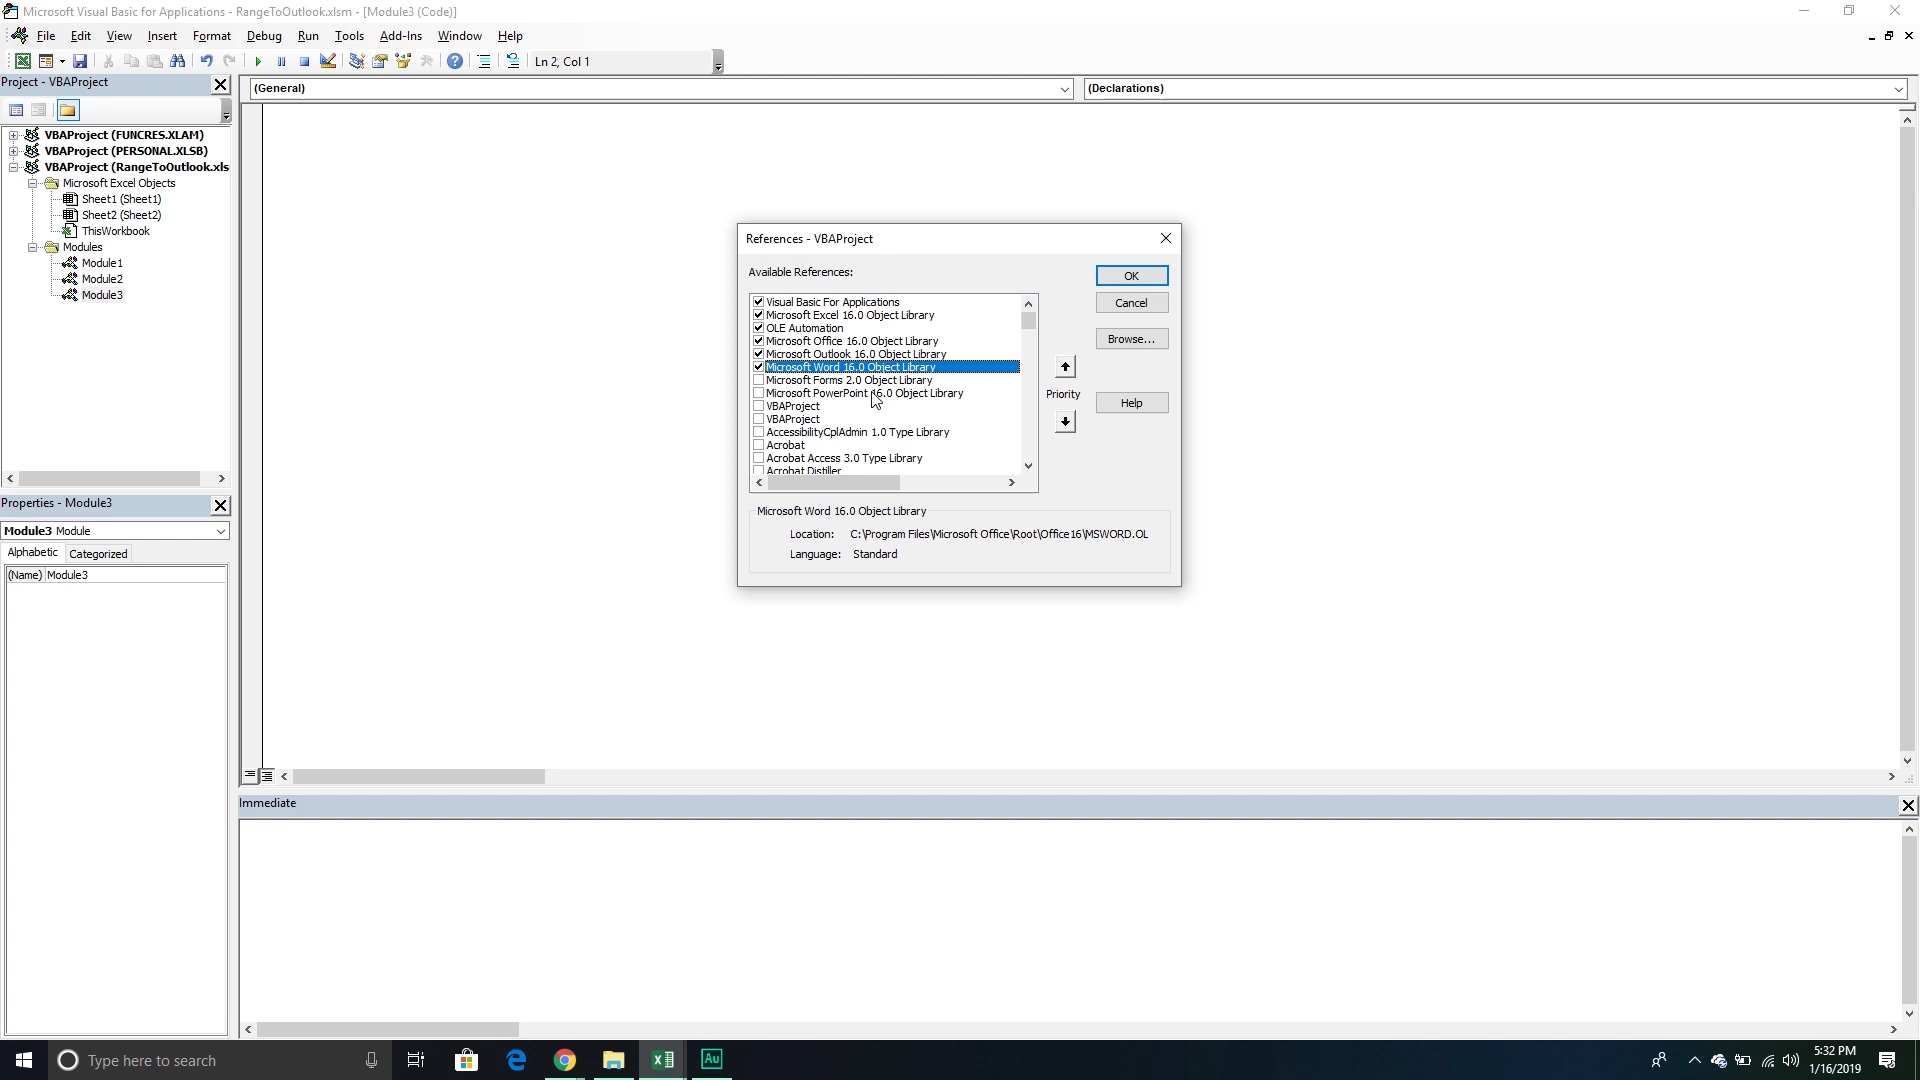 Microsoft Visual Basic for Applications - RangeToOutlook.xlsm - [Module3 (Code)]
File Edit View Insert Format Debug Run Tools Add-Ins Window Help
Ln 2, Col 1
Project - VBAProject
(General)
(Declarations)
VBAProject (FUNCRES.XLAM)
VBAProject (PERSONAL.XLSB)
VBAProject (RangeToOutlook.xls
Microsoft Excel Objects
Sheet1 (Sheet1)
Sheet2 (Sheet2)
ThisWorkbook
Modules
Module1
Module2
Module3
Properties - Module3
Module3 Module
Alphabetic Categorized
(Name) Module3
References - VBAProject
Available References:
Visual Basic For Applications
Microsoft Excel 16.0 Object Library
OLE Automation
Microsoft Office 16.0 Object Library
Microsoft Outlook 16.0 Object Library
Microsoft Word 16.0 Object Library
Microsoft Forms 2.0 Object Library
Microsoft PowerPoint 16.0 Object Library
VBAProject
VBAProject
AccessibilityCplAdmin 1.0 Type Library
Acrobat
Acrobat Access 3.0 Type Library
Acrobat Distiller
OK
Cancel
Browse...
Priority
Help
Microsoft Word 16.0 Object Library
Location: C:\Program Files\Microsoft Office\Root\Office16\MSWORD.OL
Language: Standard
Immediate
Type here to search
Au
5:32 PM
1/16/2019